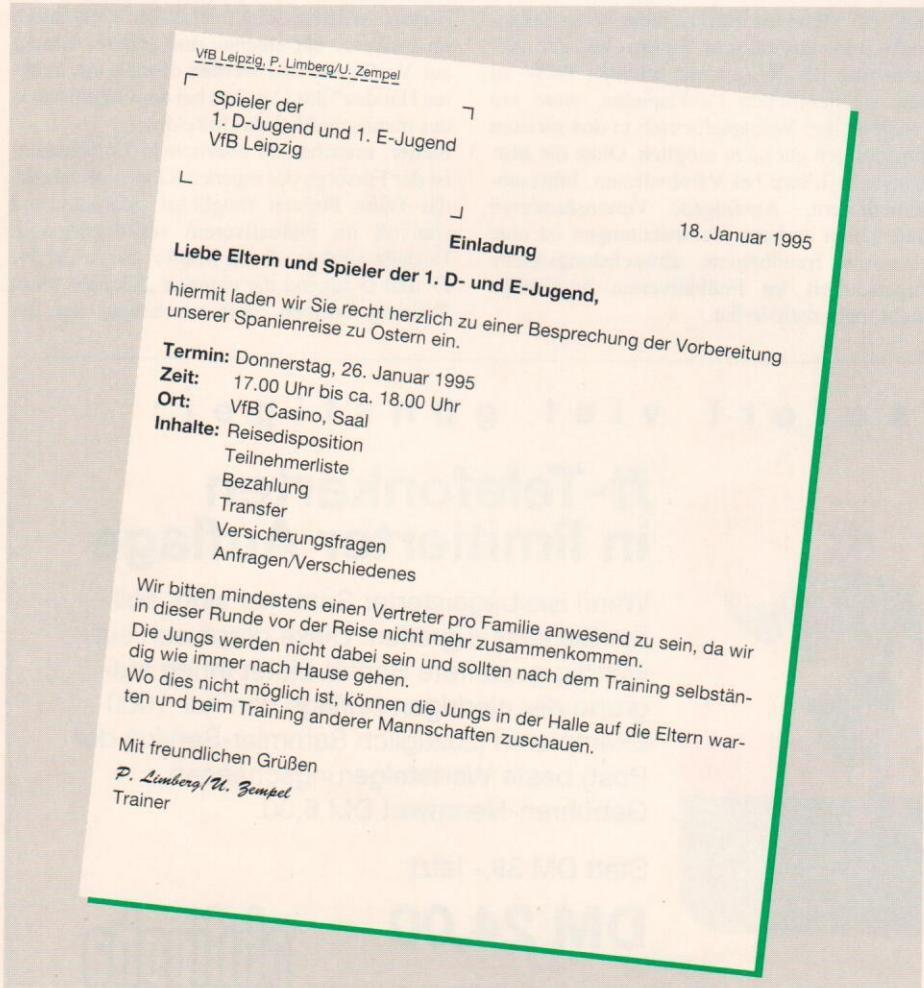 VfB Leipzig, P. Limberg/U. Zempel
Spieler der
1. D-Jugend und 1. E-Jugend
VfB Leipzig
18. Januar 1995
Einladung
Liebe Eltern und Spieler der 1. D- und E-Jugend,
hiermit laden wir Sie recht herzlich zu einer Besprechung der Vorbereitung
unserer Spanienreise zu Ostern ein.
Termin: Donnerstag, 26. Januar 1995
Zeit: 17.00 Uhr bis ca. 18.00 Uhr
Ort: VfB Casino, Saal
Inhalte: Reisedisposition
Teilnehmerliste
Bezahlung
Transfer
Versicherungsfragen
Anfragen/Verschiedenes
Wir bitten mindestens einen Vertreter pro Familie anwesend zu sein, da wir
in dieser Runde vor der Reise nicht mehr zusammenkommen.
Die Jungs werden nicht dabei sein und sollten nach dem Training selbstän-
dig wie immer nach Hause gehen.
Wo dies nicht möglich ist, können die Jungs in der Halle auf die Eltern war-
ten und beim Training anderer Mannschaften zuschauen.
Mit freundlichen Grüßen
P. Limberg/U. Zempel
Trainer